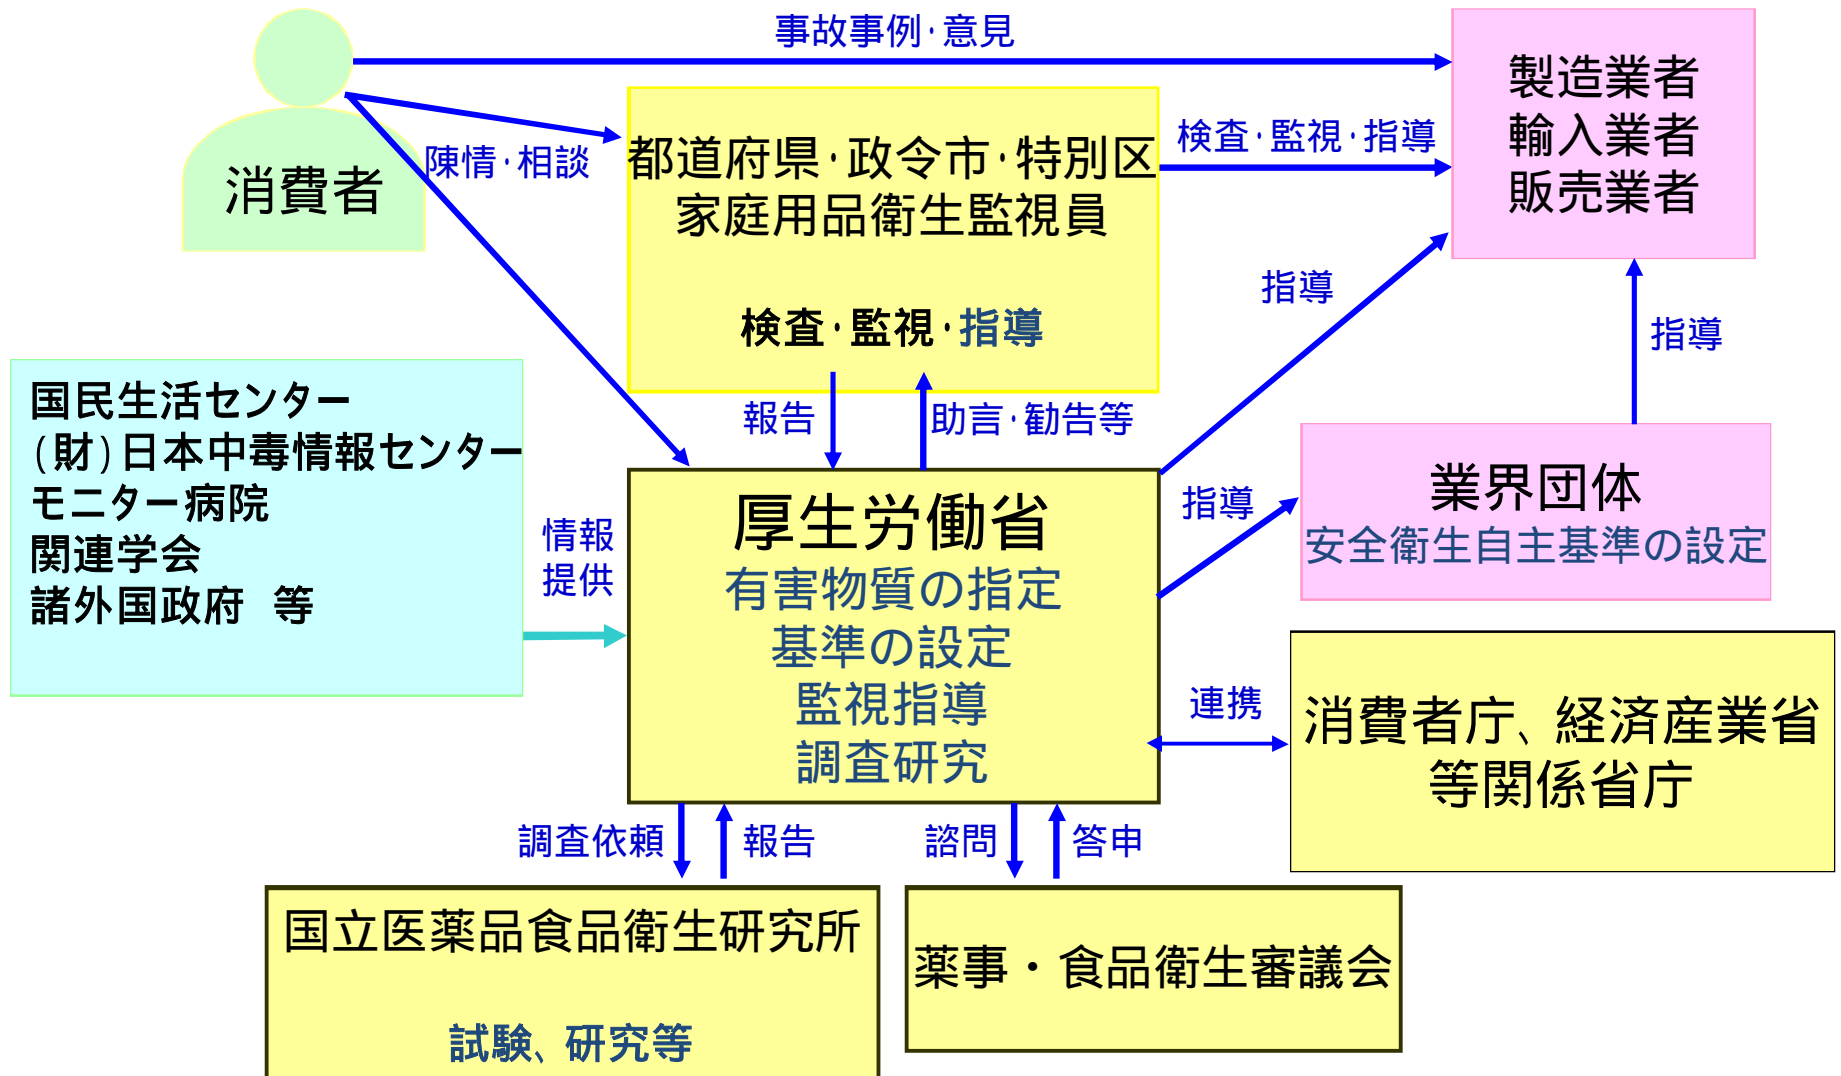 事故事例・意見
製造業者
輸入業者
販売業者
消費者
陳情・相談
都道府県・政令市・特別区
家庭用品衛生監視員
検査・監視・指導
検査・監視・指導
指導
指導
国民生活センター
(財)日本中毒情報センター
モニター病院
関連学会
諸外国政府 等
報告
助言・勧告等
情報
提供
厚生労働省
有害物質の指定
基準の設定
監視指導
調査研究
指導
業界団体
安全衛生自主基準の設定
連携
消費者庁、経済産業省
等関係省庁
調査依頼
報告
諮問
答申
国立医薬品食品衛生研究所
試験、研究等
薬事・食品衛生審議会